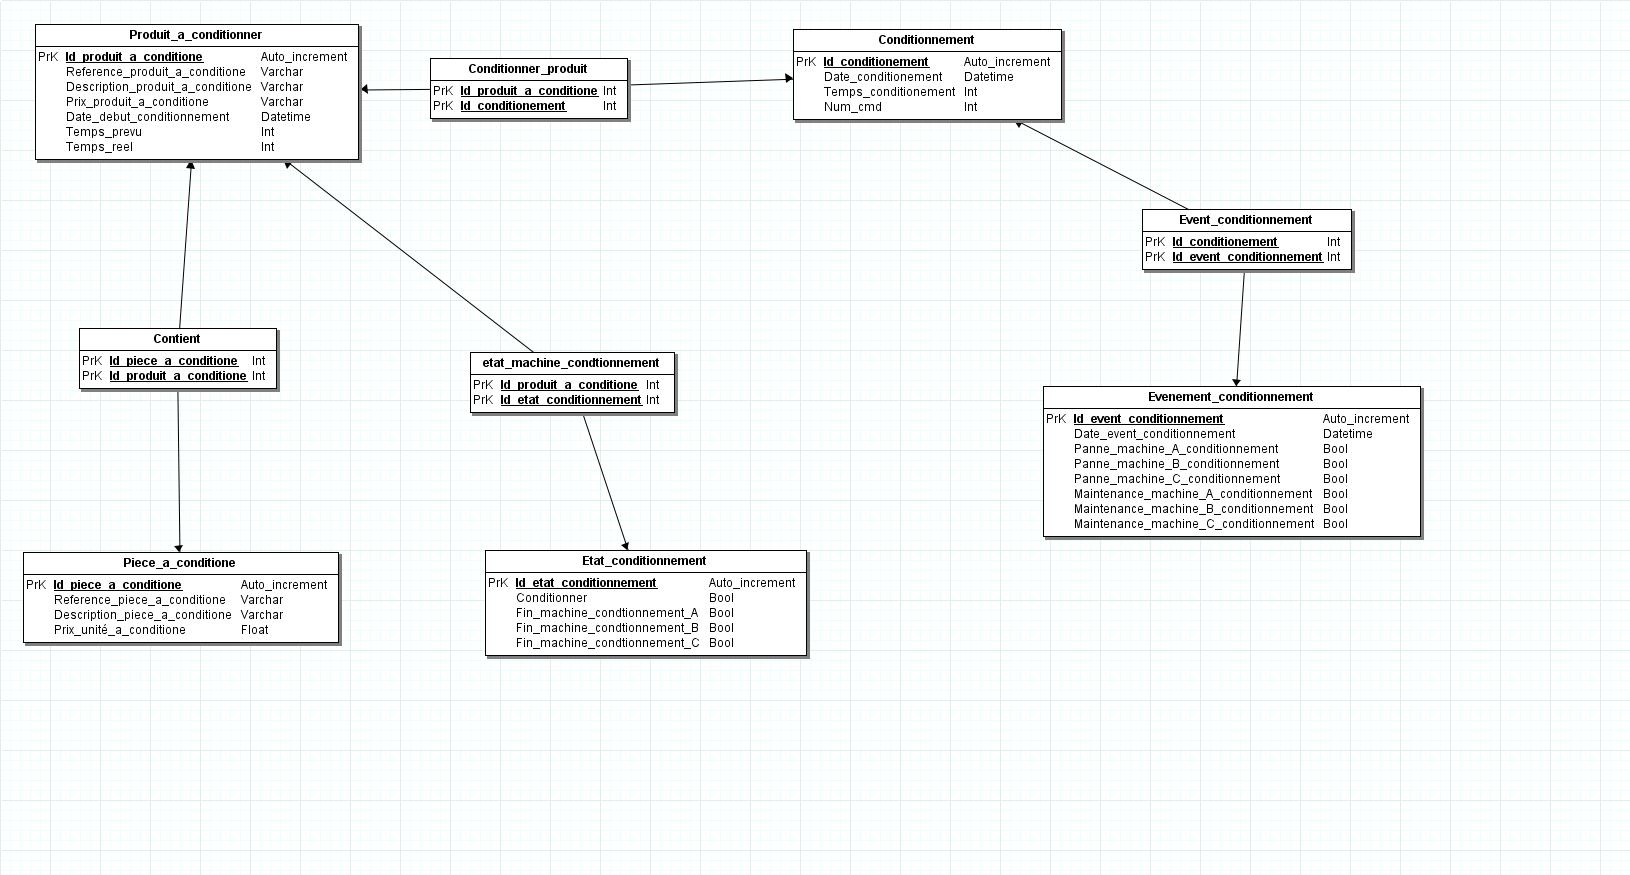 Produit_a_conditionner
PrK Id_produit_a_conditione Auto_increment
Reference_produit_a_conditione Varchar
Description_produit_a_conditione Varchar
Prix_produit_a_conditione Varchar
Date_debut_conditionnement Datetime
Temps_prevu Int
Temps_reel Int
Conditionner_produit
PrK Id_produit_a_conditione Int
PrK Id_conditionement Int
Conditionnement
PrK Id_conditionement Auto_increment
Date_conditionement Datetime
Temps_conditionement Int
Num_cmd Int
Event_conditionnement
PrK Id_conditionement Int
PrK Id_event_conditionnement Int
Contient
PrK Id_piece_a_conditione Int
PrK Id_produit_a_conditione Int
etat_machine_condtionnement
PrK Id_produit_a_conditione Int
PrK Id_etat_conditionnement Int
Evenement_conditionnement
PrK Id_event_conditionnement Auto_increment
Date_event_conditionnement Datetime
Panne_machine_A_conditionnement Bool
Panne_machine_B_conditionnement Bool
Panne_machine_C_conditionnement Bool
Maintenance_machine_A_conditionnement Bool
Maintenance_machine_B_conditionnement Bool
Maintenance_machine_C_conditionnement Bool
Piece_a_conditione
PrK Id_piece_a_conditione Auto_increment
Reference_piece_a_conditione Varchar
Description_piece_a_conditione Varchar
Prix_unité_a_conditione Float
Etat_conditionnement
PrK Id_etat_conditionnement Auto_increment
Conditionner Bool
Fin_machine_condtionnement_A Bool
Fin_machine_condtionnement_B Bool
Fin_machine_condtionnement_C Bool